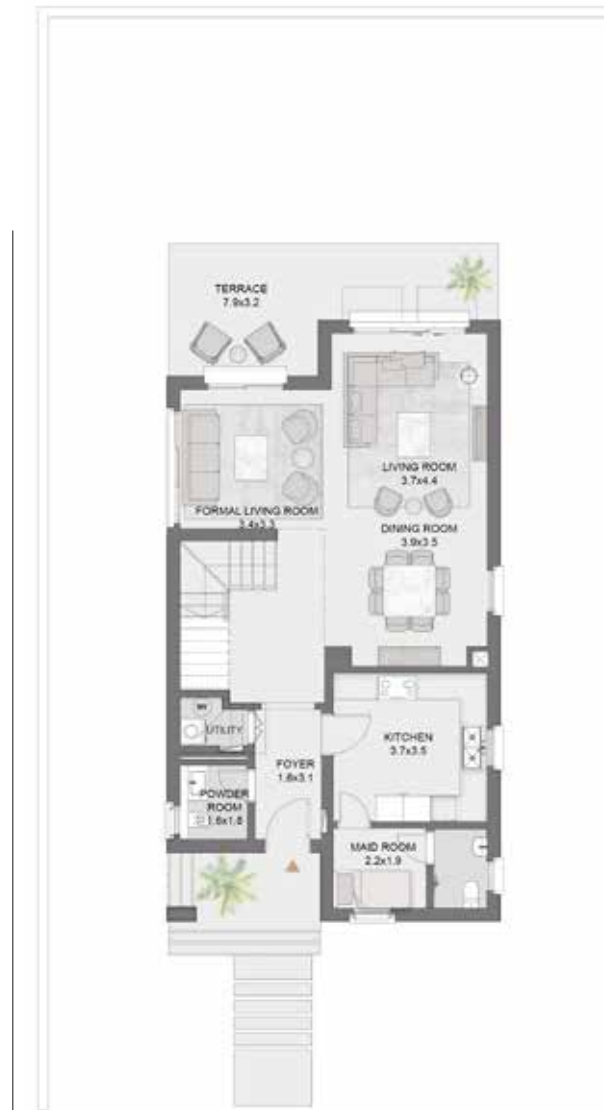 TERRACE
7.9x3.2
LIVING ROOM
3.7x4.4
FORMAL LIVING ROOM
3.4x3.3
DINING ROOM
3.9x3.5
UTILITY
KITCHEN
3.7x3.5
FOYER
1.6x3.1
POWDER
ROOM
1.6x1.8
MAID ROOM
2.2x1.9